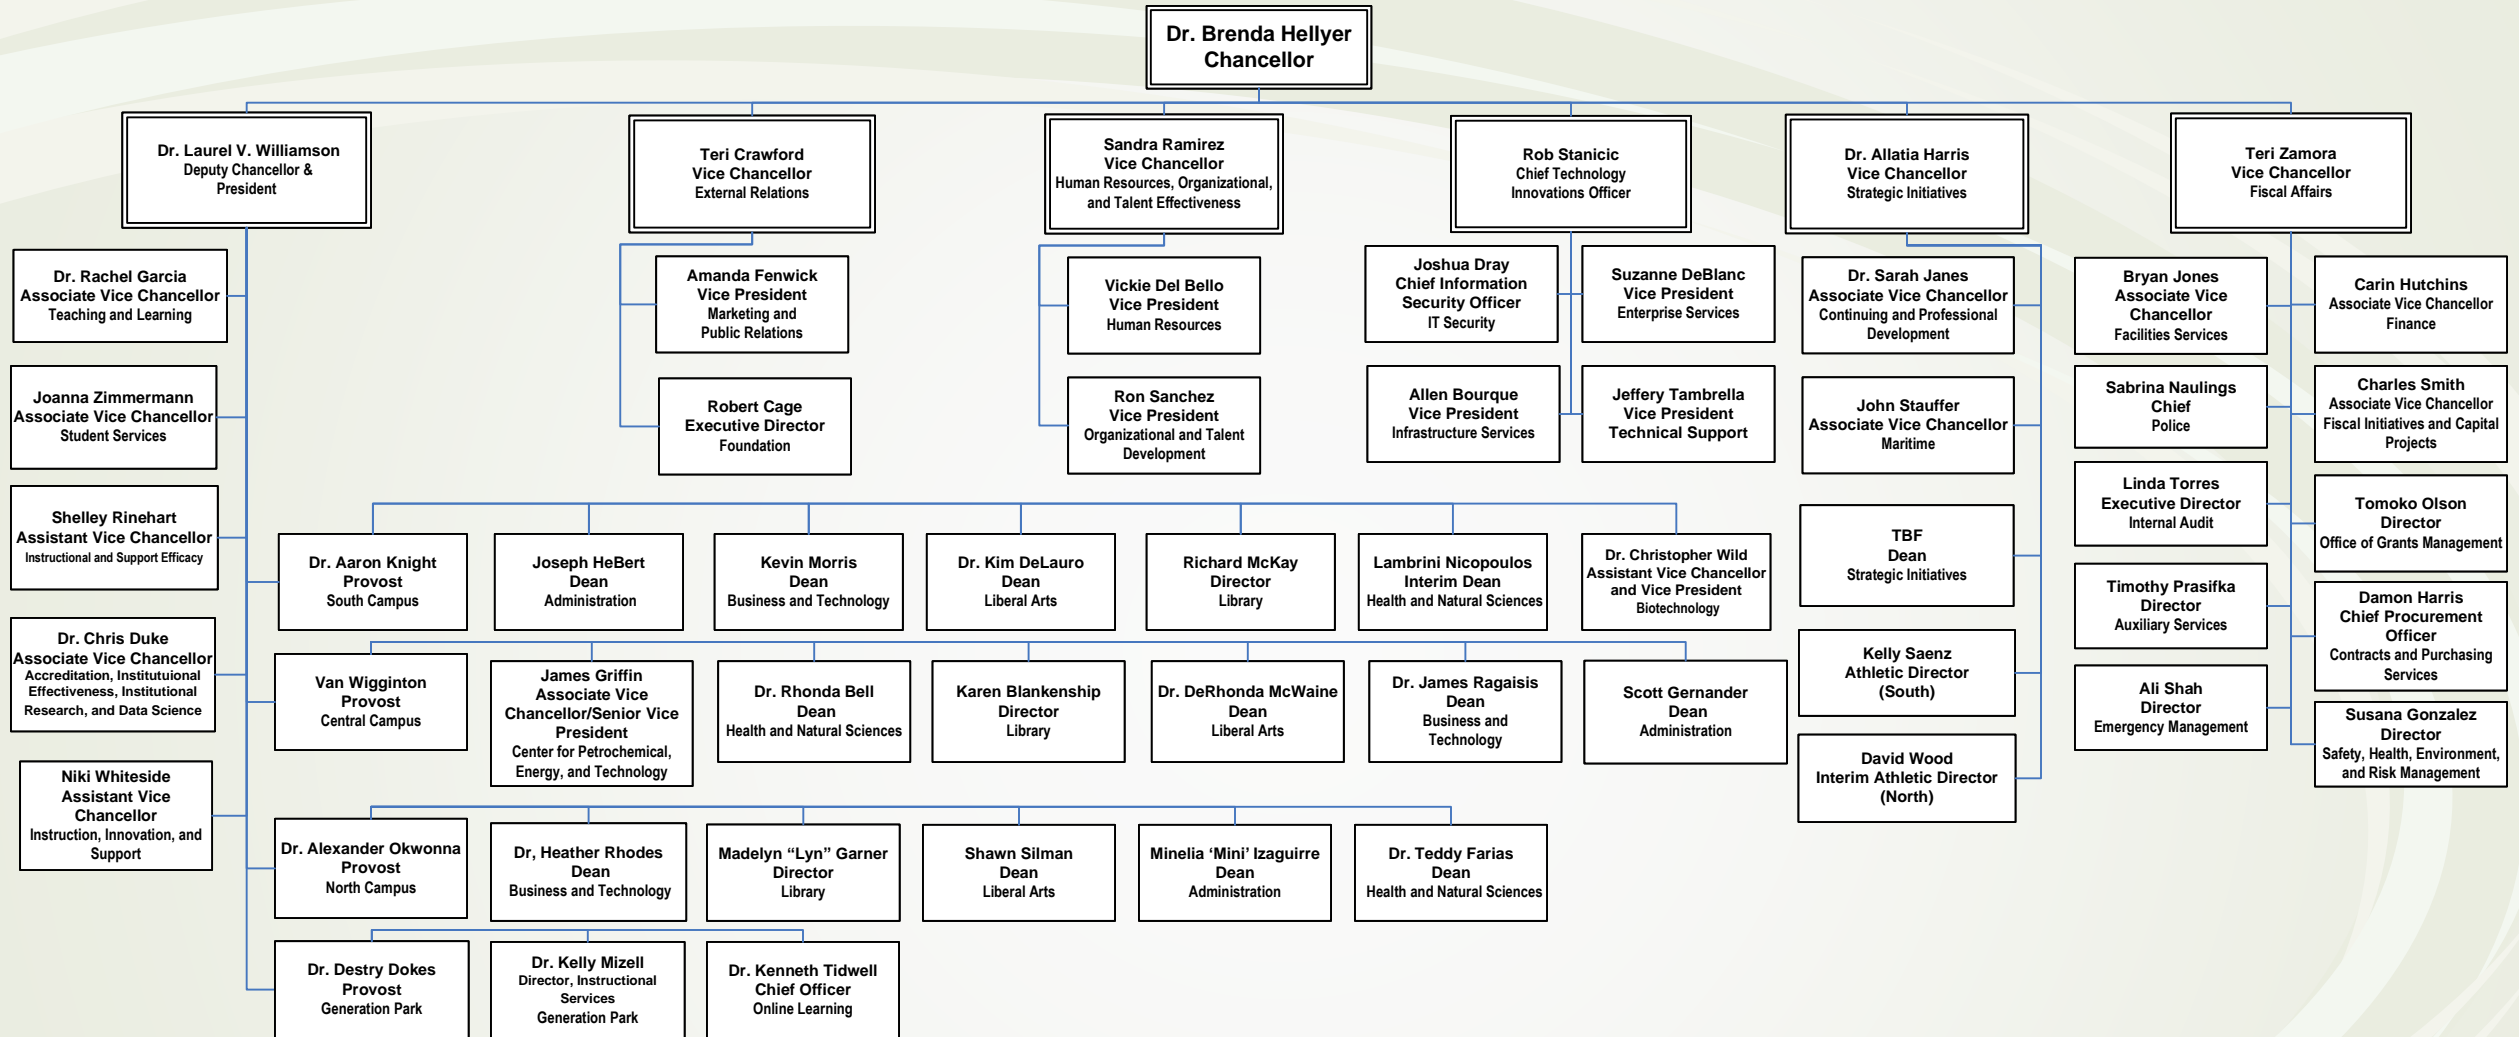 Dr. Brenda Hellyer
Chancellor
Dr. Laurel V. Williamson
Deputy Chancellor &
President
Teri Crawford
Vice Chancellor
External Relations
Sandra Ramirez
Vice Chancellor
Human Resources, Organizational,
and Talent Effectiveness
Rob Stanicic
Chief Technology
Innovations Officer
Dr. Allatia Harris
Vice Chancellor
Strategic Initiatives
Teri Zamora
Vice Chancellor
Fiscal Affairs
Dr. Rachel Garcia
Associate Vice Chancellor
Teaching and Learning
Joanna Zimmermann
Associate Vice Chancellor
Student Services
Shelley Rinehart
Assistant Vice Chancellor
Instructional and Support Efficacy
Dr. Chris Duke
Associate Vice Chancellor
Accreditation, Institutuional
Effectiveness, Institutional
Research, and Data Science
Niki Whiteside
Assistant Vice
Chancellor
Instruction, Innovation, and
Support
Amanda Fenwick
Vice President
Marketing and
Public Relations
Robert Cage
Executive Director
Foundation
Vickie Del Bello
Vice President
Human Resources
Ron Sanchez
Vice President
Organizational and Talent
Development
Joshua Dray
Chief Information
Security Officer
IT Security
Suzanne DeBlanc
Vice President
Enterprise Services
Allen Bourque
Vice President
Infrastructure Services
Jeffery Tambrella
Vice President
Technical Support
Dr. Sarah Janes
Associate Vice Chancellor
Continuing and Professional
Development
John Stauffer
Associate Vice Chancellor
Maritime
TBF
Dean
Strategic Initiatives
Kelly Saenz
Athletic Director
(South)
David Wood
Interim Athletic Director
(North)
Bryan Jones
Associate Vice
Chancellor
Facilities Services
Carin Hutchins
Associate Vice Chancellor
Finance
Sabrina Naulings
Chief
Police
Charles Smith
Associate Vice Chancellor
Fiscal Initiatives and Capital
Projects
Linda Torres
Executive Director
Internal Audit
Tomoko Olson
Director
Office of Grants Management
Timothy Prasifka
Director
Auxiliary Services
Damon Harris
Chief Procurement
Officer
Contracts and Purchasing
Services
Ali Shah
Director
Emergency Management
Susana Gonzalez
Director
Safety, Health, Environment,
and Risk Management
Dr. Aaron Knight
Provost
South Campus
Joseph HeBert
Dean
Administration
Kevin Morris
Dean
Business and Technology
Dr. Kim DeLauro
Dean
Liberal Arts
Richard McKay
Director
Library
Lambrini Nicopoulos
Interim Dean
Health and Natural Sciences
Dr. Christopher Wild
Assistant Vice Chancellor
and Vice President
Biotechnology
Van Wigginton
Provost
Central Campus
James Griffin
Associate Vice
Chancellor/Senior Vice
President
Center for Petrochemical,
Energy, and Technology
Dr. Rhonda Bell
Dean
Health and Natural Sciences
Karen Blankenship
Director
Library
Dr. DeRhonda McWaine
Dean
Liberal Arts
Dr. James Ragaisis
Dean
Business and
Technology
Scott Gernander
Dean
Administration
Dr. Alexander Okwonna
Provost
North Campus
Dr, Heather Rhodes
Dean
Business and Technology
Madelyn “Lyn” Garner
Director
Library
Shawn Silman
Dean
Liberal Arts
Minelia ‘Mini’ Izaguirre
Dean
Administration
Dr. Teddy Farias
Dean
Health and Natural Sciences
Dr. Destry Dokes
Provost
Generation Park
Dr. Kelly Mizell
Director, Instructional
Services
Generation Park
Dr. Kenneth Tidwell
Chief Officer
Online Learning